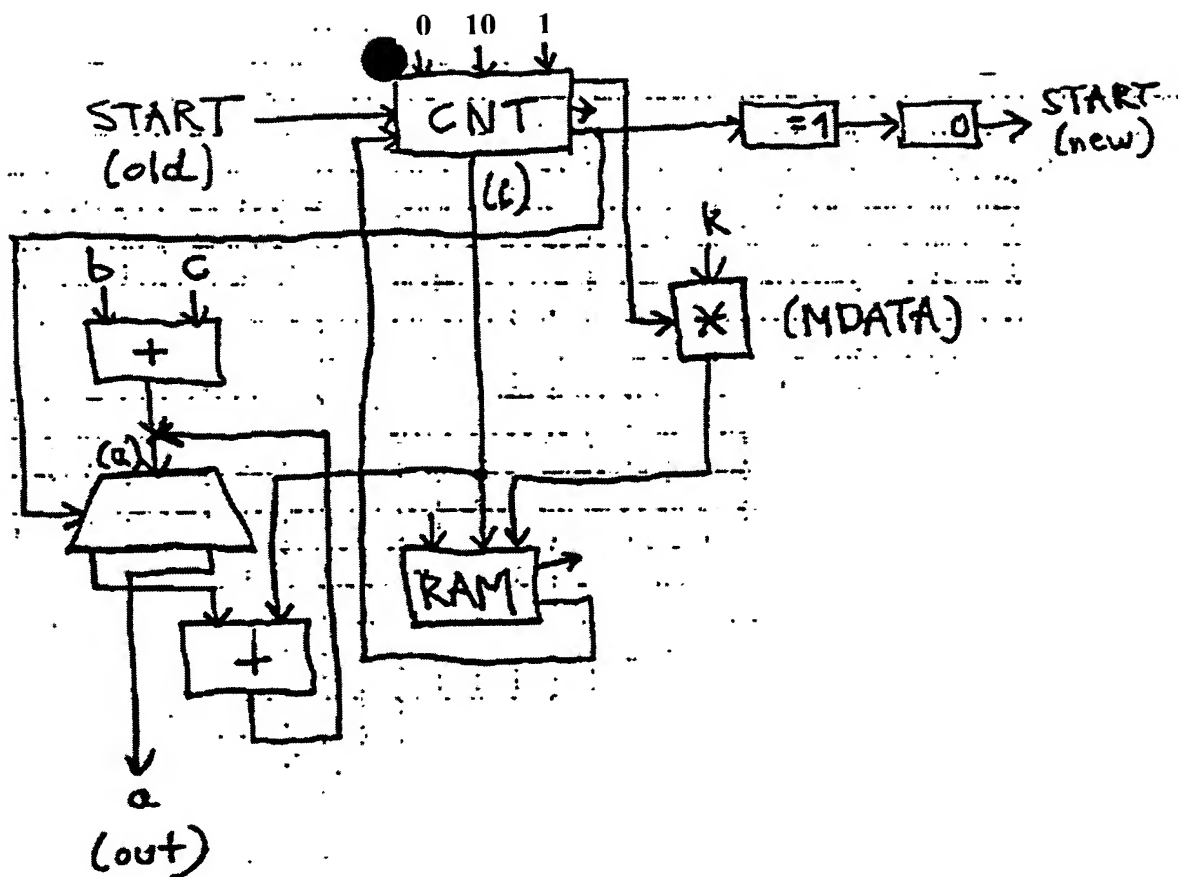 0 10 1
START
(old)
CNT
=1
0
START
(new)
(i)
k
b c
*
(MDATA)
+
(a)
RAM
+
a
(out)